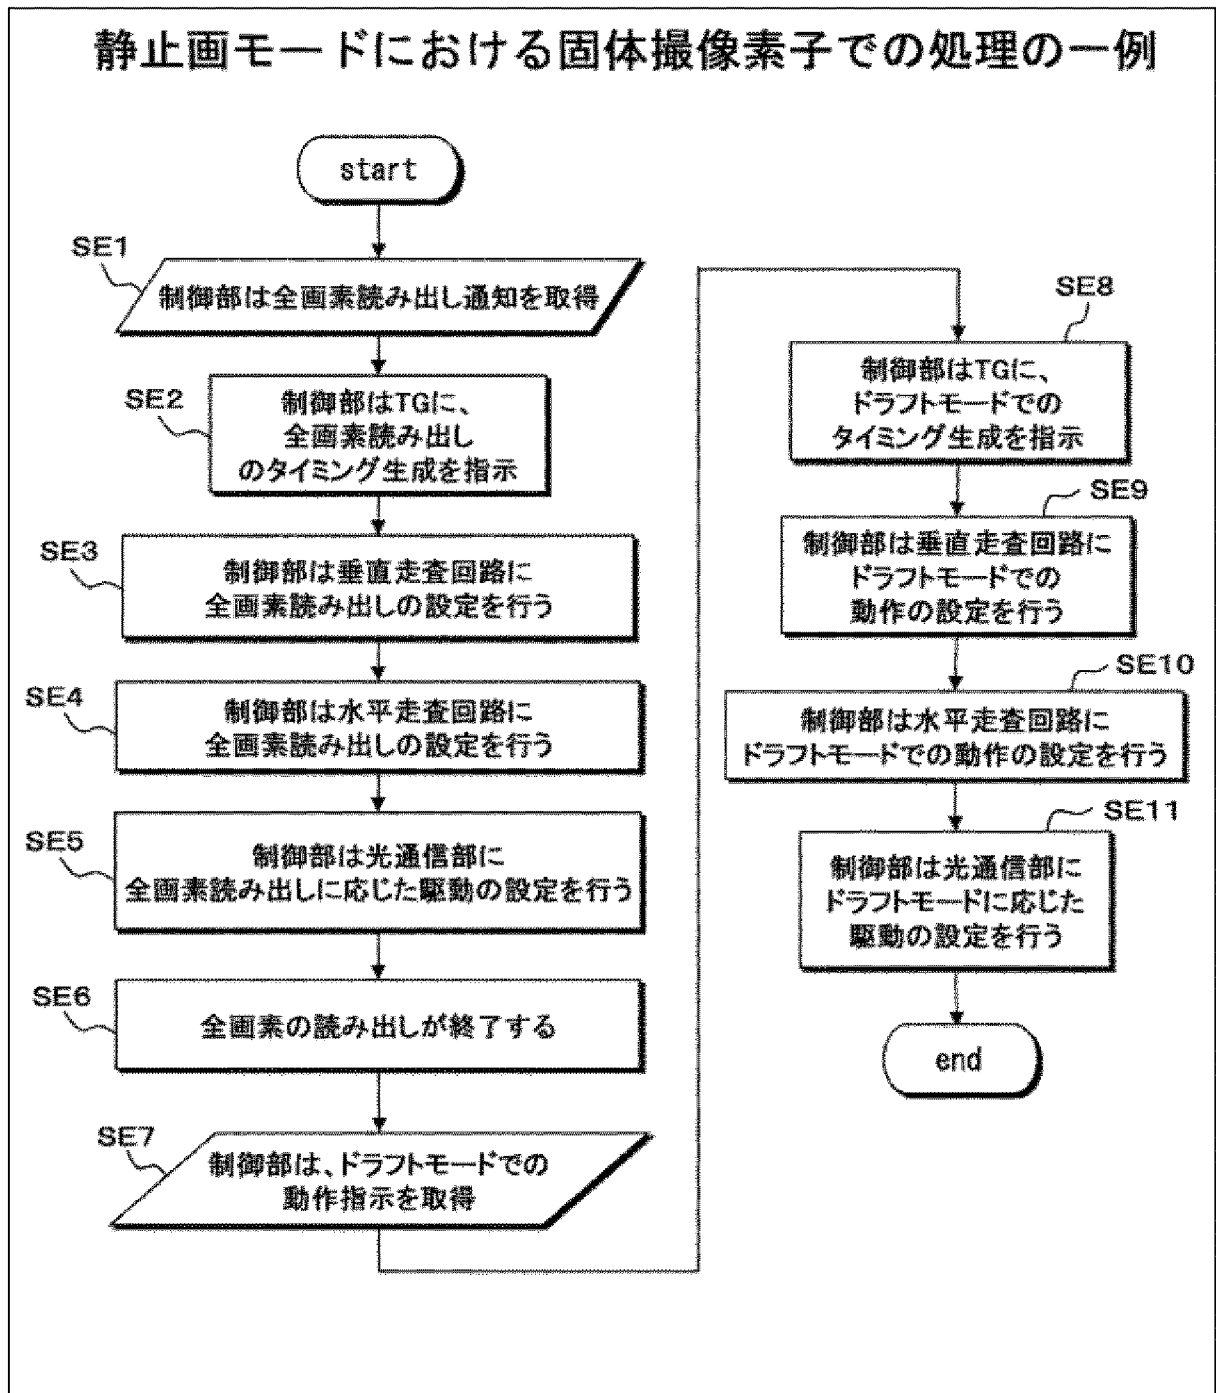 静止画モードにおける固体撮像素子での処理の一例
start
SE1
制御部は全画素読み出し通知を取得
SE2
制御部はTGに、
全画素読み出し
のタイミング生成を指示
SE3
制御部は垂直走査回路に
全画素読み出しの設定を行う
SE4
制御部は水平走査回路に
全画素読み出しの設定を行う
SE5
制御部は光通信部に
全画素読み出しに応じた駆動の設定を行う
SE6
全画素の読み出しが終了する
SE7
制御部は、ドラフトモードでの
動作指示を取得
SE8
制御部はTGに、
ドラフトモードでの
タイミング生成を指示
SE9
制御部は垂直走査回路に
ドラフトモードでの
動作の設定を行う
SE10
制御部は水平走査回路に
ドラフトモードでの動作の設定を行う
SE11
制御部は光通信部に
ドラフトモードに応じた
駆動の設定を行う
end